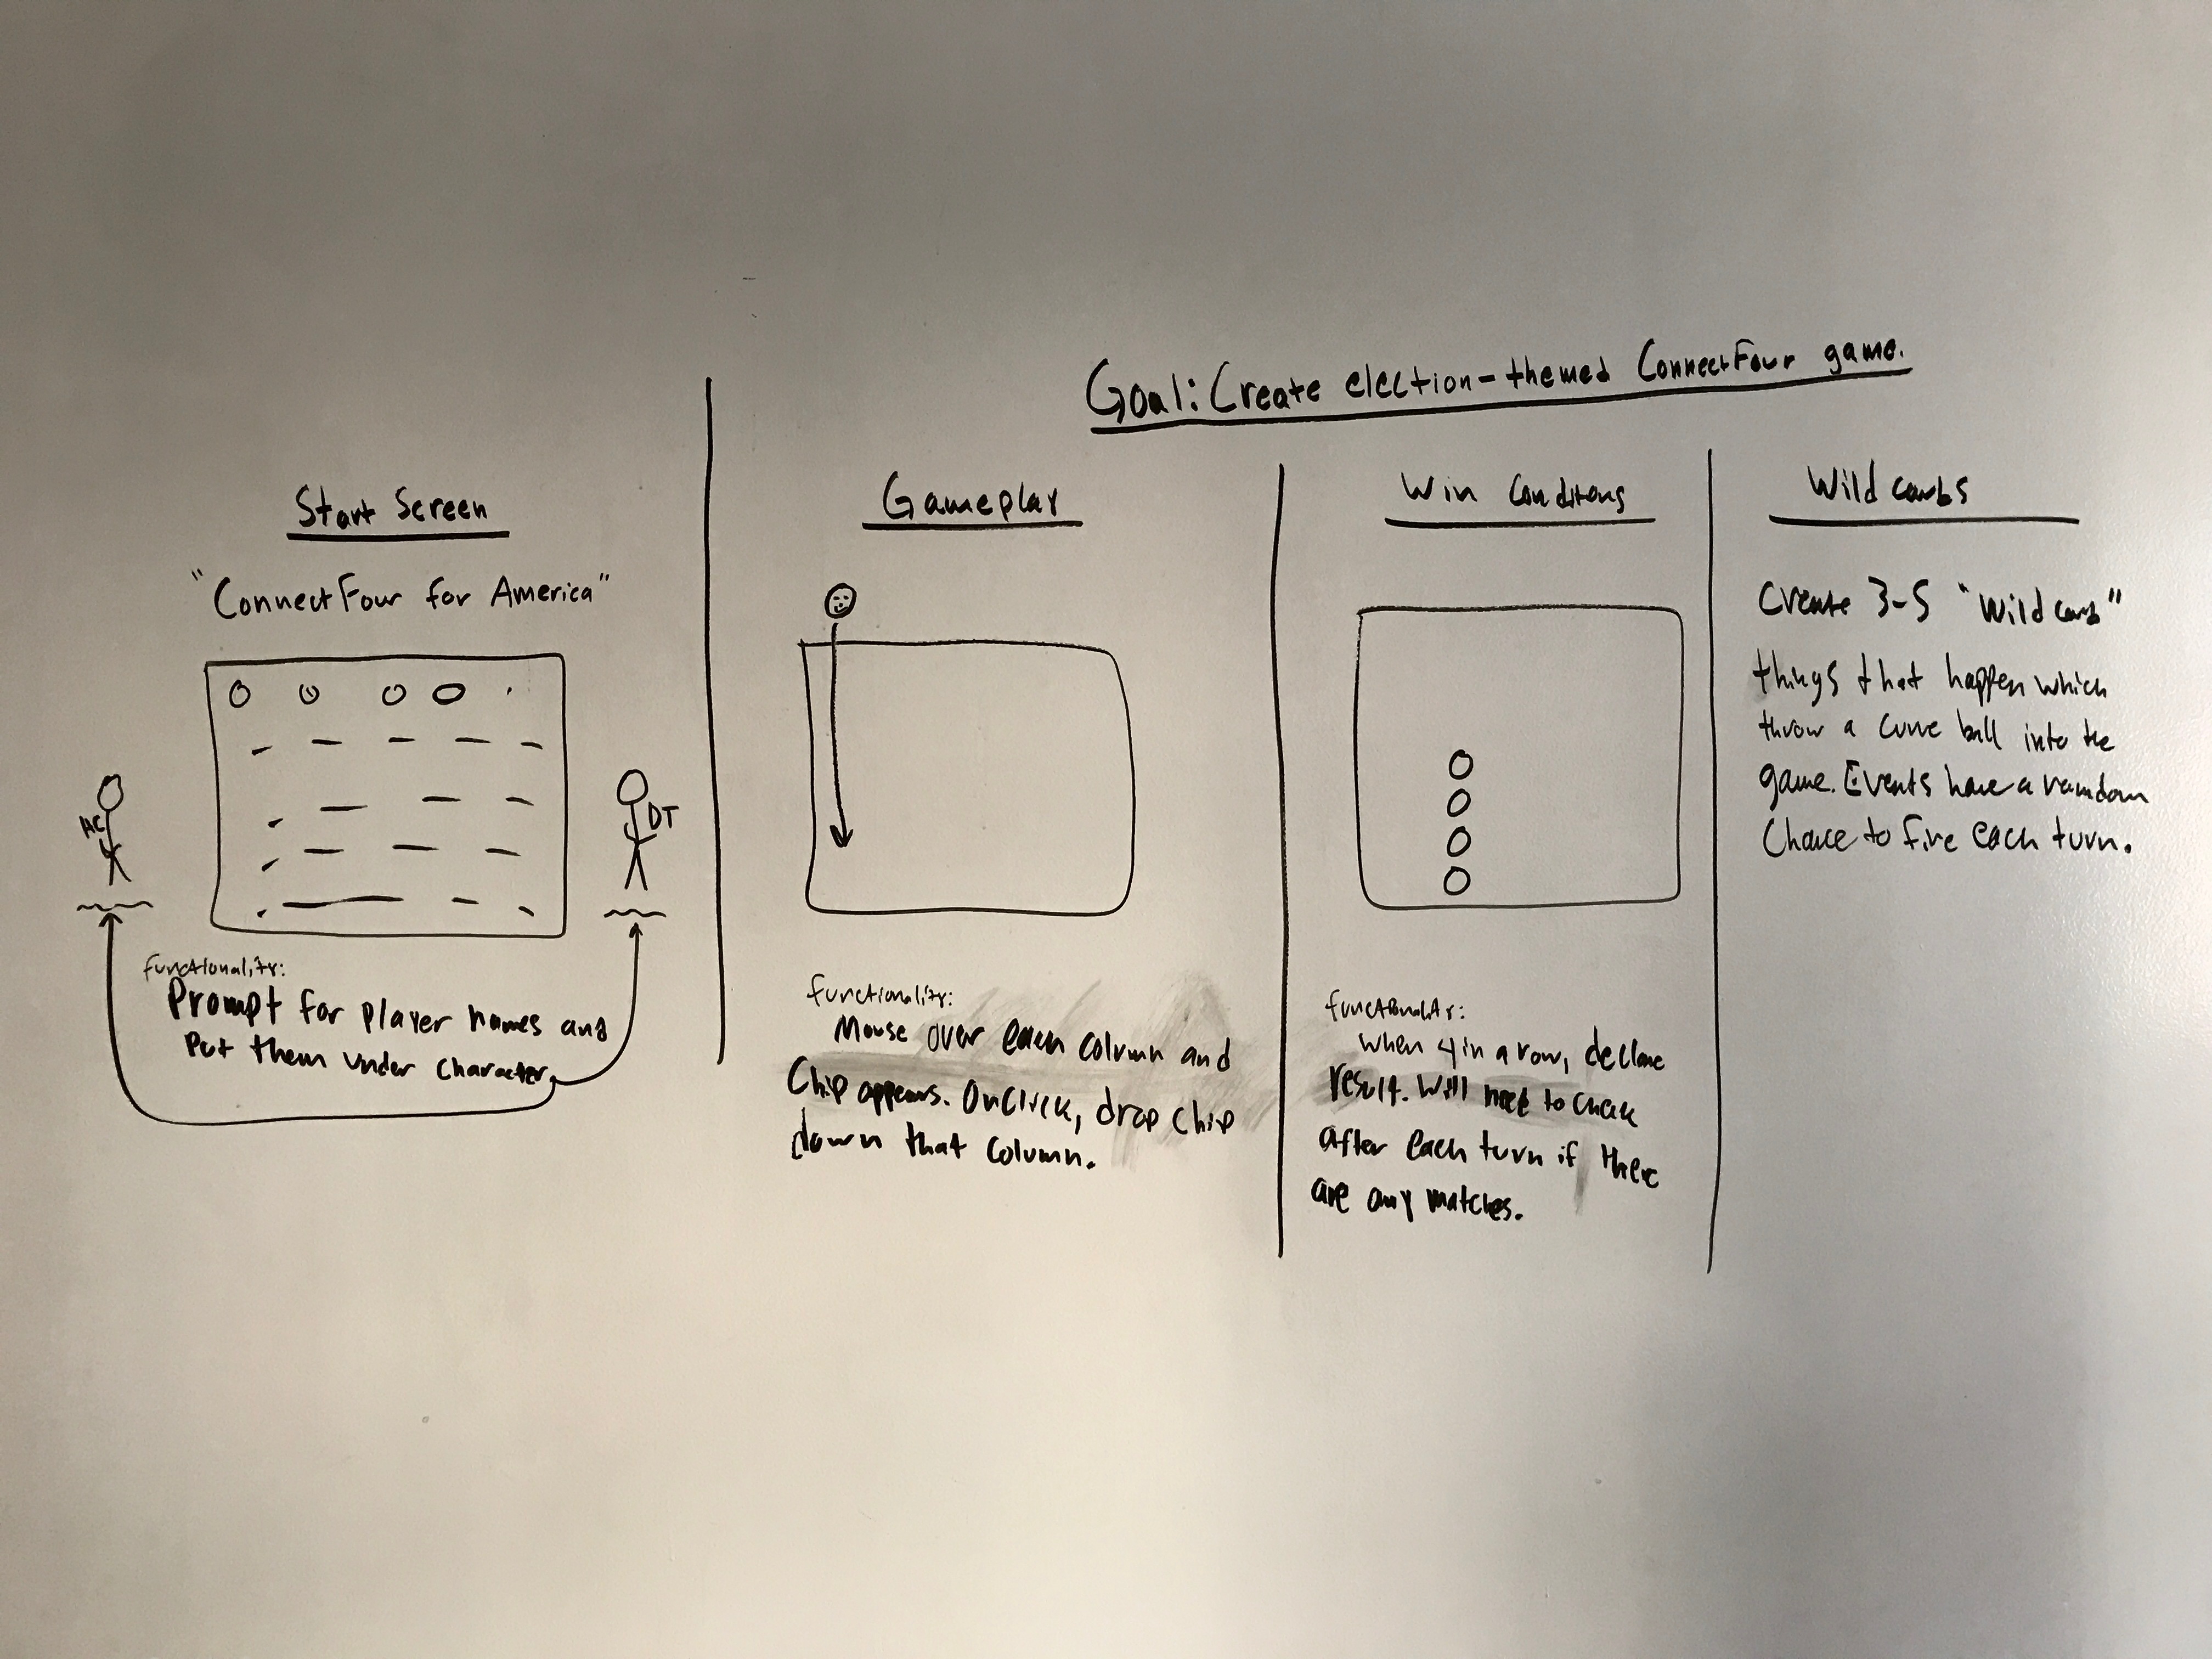 Goal: Create election-themed ConnectFour game.
Start Screen
"ConnectFour for America"
HC
DT
functionality:
Prompt for player names and
put them under character.
Gameplay
functionality:
Mouse over each column and
Chip appears. OnClick, drop chip
down that column.
Win Conditions
functionality:
when 4 in a row, declare
result. Will need to check
after each turn if there
are any matches.
Wild cards
Create 3-5 "Wild cards"
things that happen which
throw a curve ball into the
game. Events have a random
Chance to fire each turn.